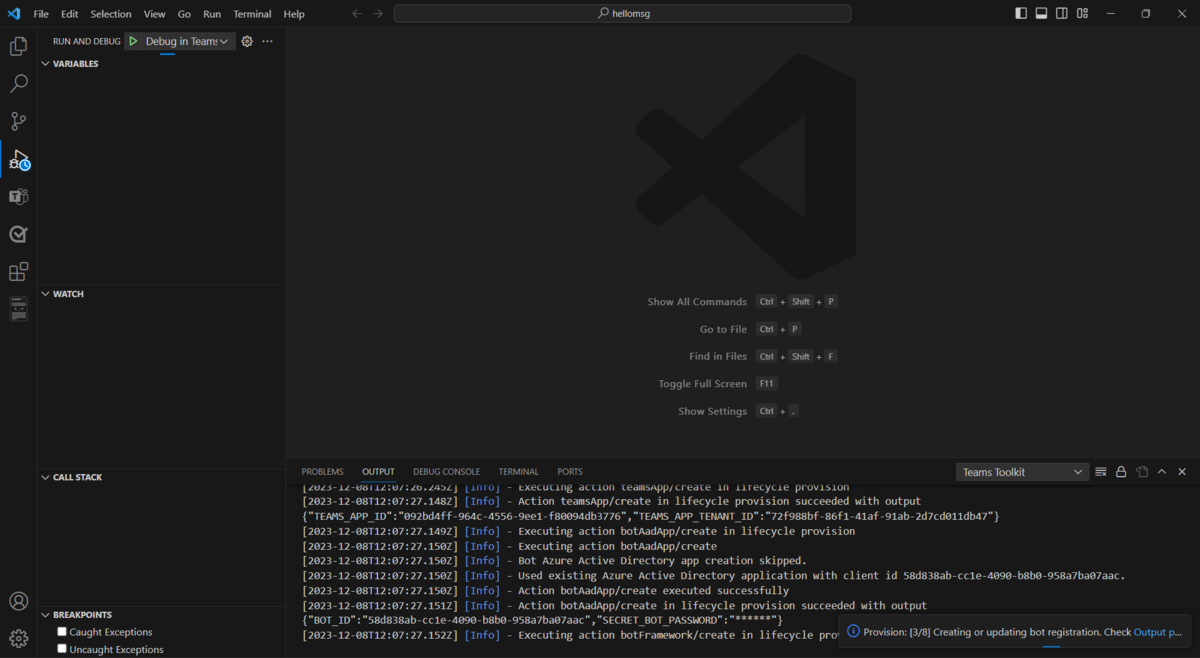 File Edit Selection View Go Run Terminal Help
hellomsg
RUN AND DEBUG Debug in Teams
VARIABLES
WATCH
CALL STACK
BREAKPOINTS
Caught Exceptions
Uncaught Exceptions
Show All Commands Ctrl + Shift + P
Go to File Ctrl + P
Find in Files Ctrl + Shift + F
Toggle Full Screen F11
Show Settings Ctrl + ,
PROBLEMS OUTPUT DEBUG CONSOLE TERMINAL PORTS
Teams Toolkit
[2023-12-08T12:07:26.245Z] [Info] - Executing action teamsApp/create in lifecycle provision
[2023-12-08T12:07:27.148Z] [Info] - Action teamsApp/create in lifecycle provision succeeded with output
{"TEAMS_APP_ID":"092bd4ff-964c-4556-9ee1-f80094db3776","TEAMS_APP_TENANT_ID":"72f988bf-86f1-41af-91ab-2d7cd011db47"}
[2023-12-08T12:07:27.149Z] [Info] - Executing action botAadApp/create in lifecycle provision
[2023-12-08T12:07:27.150Z] [Info] - Executing action botAadApp/create
[2023-12-08T12:07:27.150Z] [Info] - Bot Azure Active Directory app creation skipped.
[2023-12-08T12:07:27.150Z] [Info] - Used existing Azure Active Directory application with client id 58d838ab-cc1e-4090-b8b0-958a7ba07aac.
[2023-12-08T12:07:27.150Z] [Info] - Action botAadApp/create executed successfully
[2023-12-08T12:07:27.151Z] [Info] - Action botAadApp/create in lifecycle provision succeeded with output
{"BOT_ID":"58d838ab-cc1e-4090-b8b0-958a7ba07aac","SECRET_BOT_PASSWORD":"******"}
[2023-12-08T12:07:27.152Z] [Info] - Executing action botFramework/create in lifecycle pro
Provision: [3/8] Creating or updating bot registration. Check Output p...